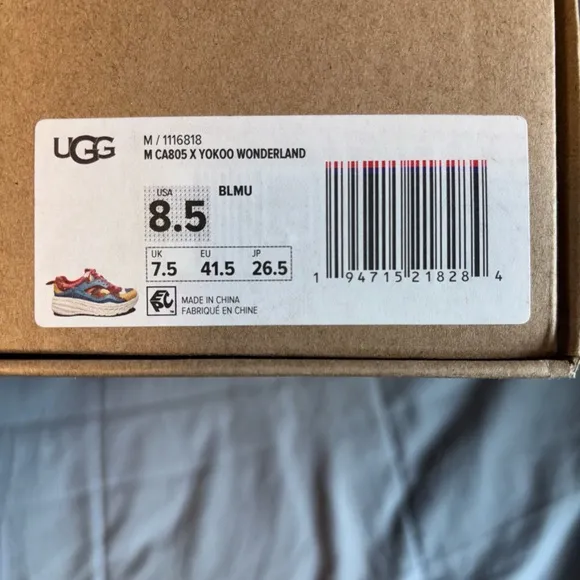 UGG
M / 1116818
M CA805 X YOKOO WONDERLAND
USA
8.5
BLMU
UK EU JP
7.5 41.5 26.5
MADE IN CHINA
FABRIQUÉ EN CHINE
1 94715 21828 4